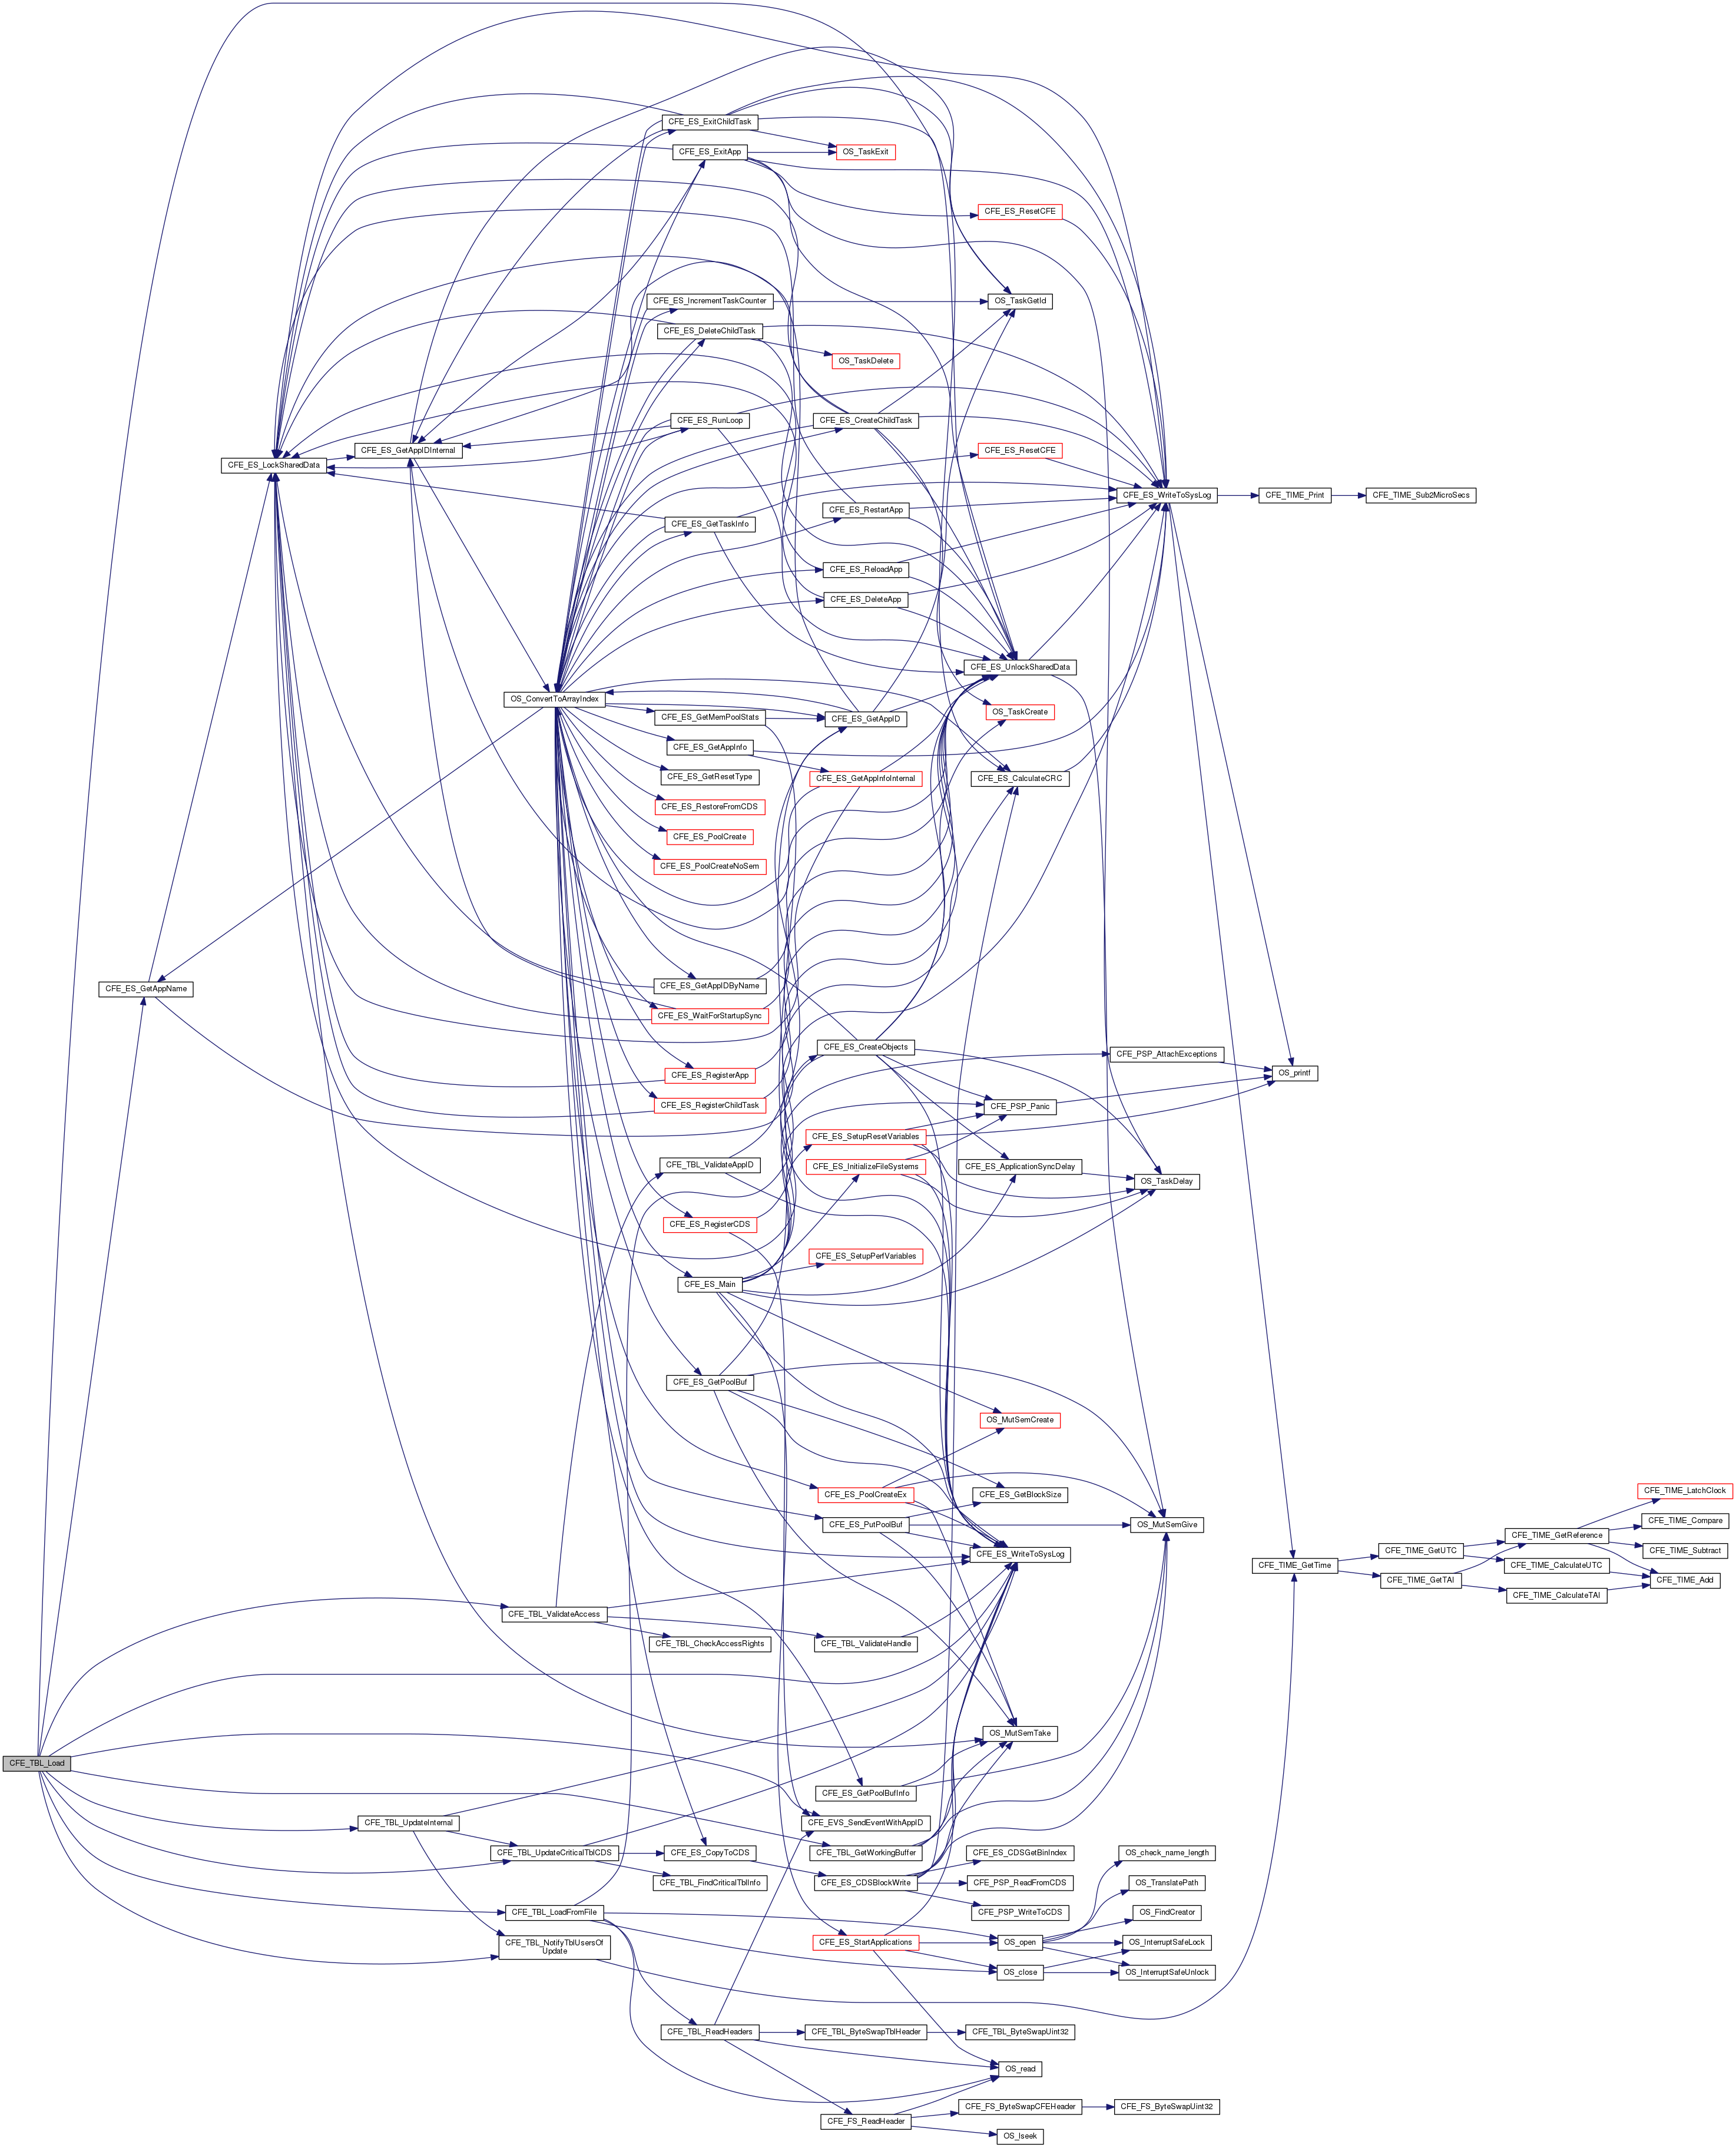 CFE_ES_ExitChildTask
CFE_ES_ExitApp
OS_TaskExit
CFE_ES_ResetCFE
CFE_ES_IncrementTaskCounter
OS_TaskGetId
CFE_ES_DeleteChildTask
OS_TaskDelete
CFE_ES_RunLoop
CFE_ES_CreateChildTask
CFE_ES_GetAppIDInternal
CFE_ES_ResetCFE
CFE_ES_LockSharedData
CFE_ES_WriteToSysLog
CFE_TIME_Print
CFE_TIME_Sub2MicroSecs
CFE_ES_RestartApp
CFE_ES_GetTaskInfo
CFE_ES_ReloadApp
CFE_ES_DeleteApp
CFE_ES_UnlockSharedData
OS_ConvertToArrayIndex
CFE_ES_GetMemPoolStats
CFE_ES_GetAppID
OS_TaskCreate
CFE_ES_GetAppInfo
CFE_ES_GetResetType
CFE_ES_GetAppInfoInternal
CFE_ES_CalculateCRC
CFE_ES_RestoreFromCDS
CFE_ES_PoolCreate
CFE_ES_PoolCreateNoSem
CFE_ES_GetAppName
CFE_ES_GetAppIDByName
CFE_ES_WaitForStartupSync
CFE_ES_CreateObjects
CFE_PSP_AttachExceptions
CFE_ES_RegisterApp
OS_printf
CFE_ES_RegisterChildTask
CFE_PSP_Panic
CFE_ES_SetupResetVariables
CFE_TBL_ValidateAppID
CFE_ES_InitializeFileSystems
CFE_ES_ApplicationSyncDelay
OS_TaskDelay
CFE_ES_RegisterCDS
CFE_ES_SetupPerfVariables
CFE_ES_Main
CFE_ES_GetPoolBuf
OS_MutSemCreate
CFE_ES_PoolCreateEx
CFE_ES_GetBlockSize
CFE_TIME_LatchClock
CFE_ES_PutPoolBuf
OS_MutSemGive
CFE_TIME_Compare
CFE_TIME_GetReference
CFE_ES_WriteToSysLog
CFE_TIME_GetUTC
CFE_TIME_Subtract
CFE_TIME_GetTime
CFE_TIME_CalculateUTC
CFE_TIME_GetTAI
CFE_TIME_Add
CFE_TIME_CalculateTAI
CFE_TBL_ValidateAccess
CFE_TBL_CheckAccessRights
CFE_TBL_ValidateHandle
OS_MutSemTake
CFE_TBL_Load
CFE_ES_GetPoolBufInfo
CFE_TBL_UpdateInternal
CFE_EVS_SendEventWithAppID
CFE_TBL_UpdateCriticalTblCDS
CFE_ES_CopyToCDS
CFE_TBL_GetWorkingBuffer
CFE_ES_CDSGetBinIndex
OS_check_name_length
CFE_TBL_FindCriticalTblInfo
CFE_ES_CDSBlockWrite
CFE_PSP_ReadFromCDS
OS_TranslatePath
CFE_TBL_LoadFromFile
CFE_PSP_WriteToCDS
OS_FindCreator
CFE_TBL_NotifyTblUsersOf
Update
CFE_ES_StartApplications
OS_open
OS_InterruptSafeLock
OS_close
OS_InterruptSafeUnlock
CFE_TBL_ReadHeaders
CFE_TBL_ByteSwapTblHeader
CFE_TBL_ByteSwapUint32
OS_read
CFE_FS_ReadHeader
CFE_FS_ByteSwapCFEHeader
CFE_FS_ByteSwapUint32
OS_lseek